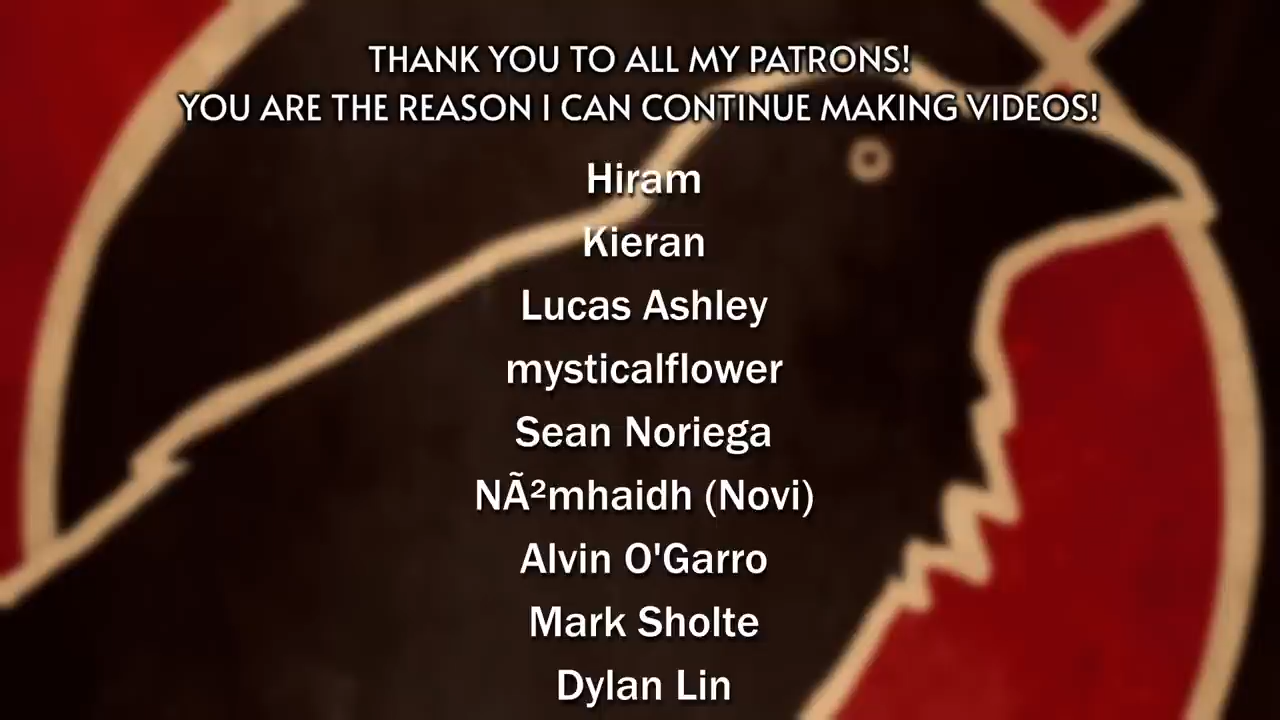 THANK YOU TO ALL MY PATRONS!
YOU ARE THE REASON I CAN CONTINUE MAKING VIDEOS!
Hiram
Kieran
Lucas Ashley
mysticalflower
Sean Noriega
NÃ²mhaidh (Novi)
Alvin O'Garro
Mark Sholte
Dylan Lin